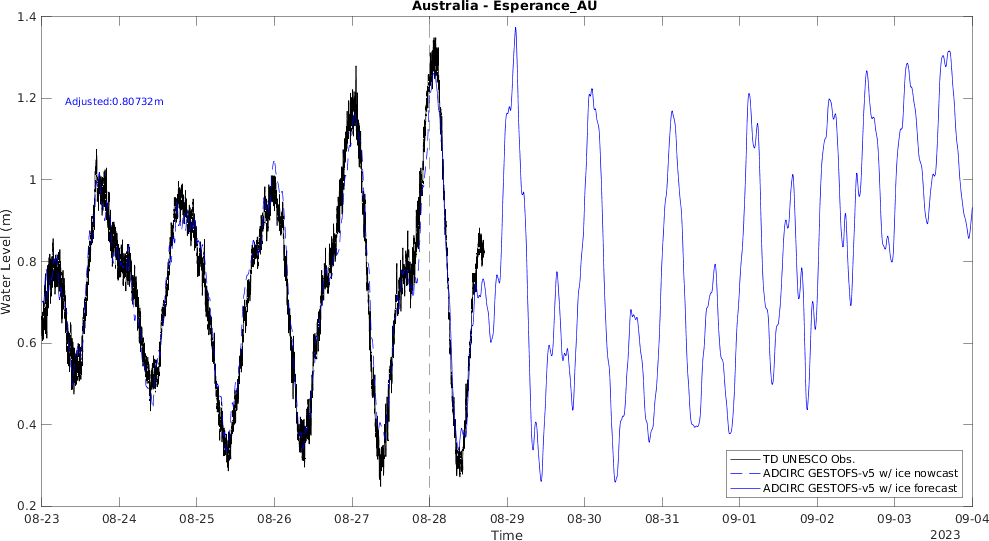 Australia - Esperance_AU
1.4
1.2
1
0.8
0.6
0.4
0.2
Water Level (m)
Adjusted:0.80732m
TD UNESCO Obs.
ADCIRC GESTOFS-v5 w/ ice nowcast
ADCIRC GESTOFS-v5 w/ ice forecast
08-23 08-24 08-25 08-26 08-27 08-28 08-29 08-30 08-31 09-01 09-02 09-03 09-04
Time
2023